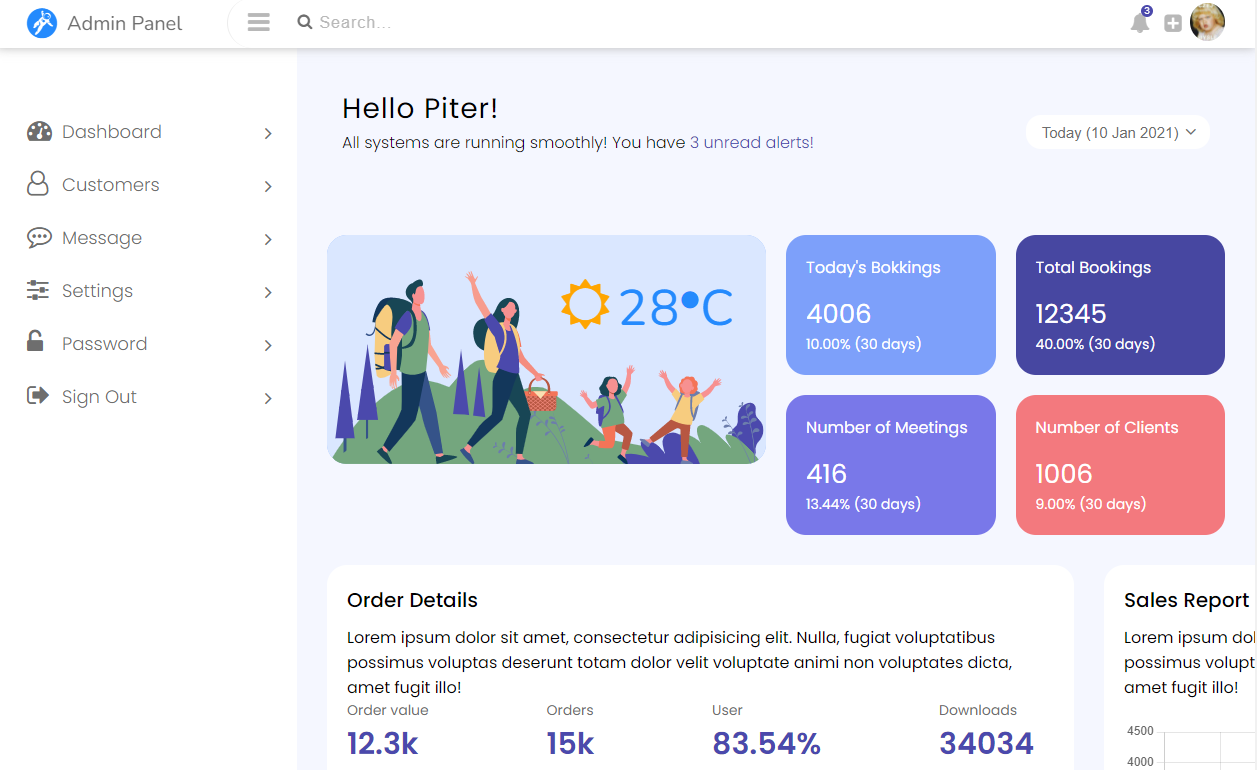 Admin Panel
Search...
3
Dashboard
Customers
Message
Settings
Password
Sign Out
Hello Piter!
All systems are running smoothly! You have 3 unread alerts!
Today (10 Jan 2021)
28°C
Today's Bokkings
4006
10.00% (30 days)
Total Bookings
12345
40.00% (30 days)
Number of Meetings
416
13.44% (30 days)
Number of Clients
1006
9.00% (30 days)
Order Details
Lorem ipsum dolor sit amet, consectetur adipisicing elit. Nulla, fugiat voluptatibus
possimus voluptas deserunt totam dolor velit voluptate animi non voluptates dicta,
amet fugit illo!
Order value
12.3k
Orders
15k
User
83.54%
Downloads
34034
Sales Report
Lorem ipsum dol
possimus volupt
amet fugit illo!
4500
4000